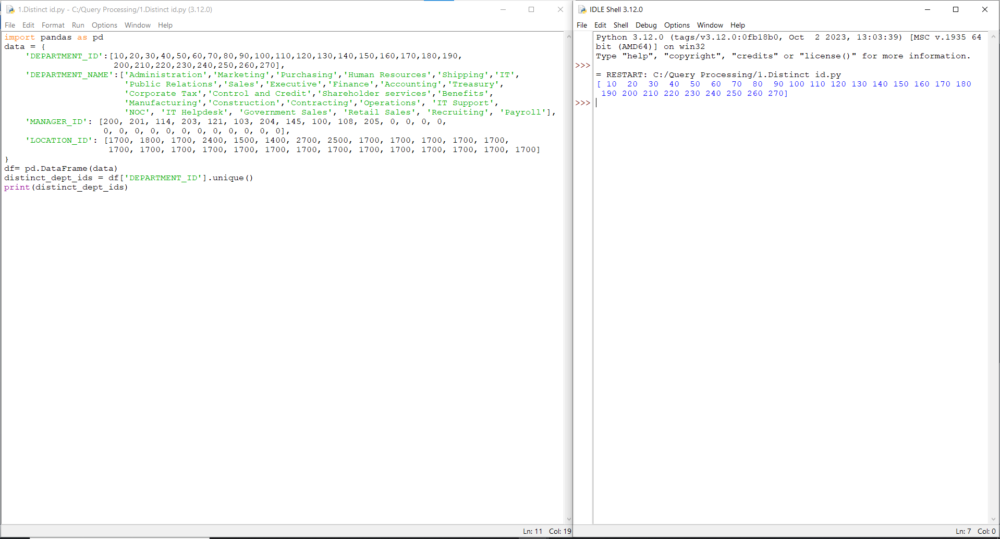 1.Distinct id.py - C:/Query Processing/1.Distinct id.py (3.12.0)
File Edit Format Run Options Window Help
import pandas as pd
data = {
    'DEPARTMENT_ID':[10,20,30,40,50,60,70,80,90,100,110,120,130,140,150,160,170,180,190,
                     200,210,220,230,240,250,260,270],
    'DEPARTMENT_NAME':['Administration','Marketing','Purchasing','Human Resources','Shipping','IT',
                       'Public Relations','Sales','Executive','Finance','Accounting','Treasury',
                       'Corporate Tax','Control and Credit','Shareholder services','Benefits',
                       'Manufacturing','Construction','Contracting','Operations', 'IT Support',
                       'NOC', 'IT Helpdesk', 'Government Sales', 'Retail Sales', 'Recruiting', 'Payroll'],
    'MANAGER_ID': [200, 201, 114, 203, 121, 103, 204, 145, 100, 108, 205, 0, 0, 0, 0,
                   0, 0, 0, 0, 0, 0, 0, 0, 0, 0, 0, 0],
    'LOCATION_ID': [1700, 1800, 1700, 2400, 1500, 1400, 2700, 2500, 1700, 1700, 1700, 1700, 1700,
                    1700, 1700, 1700, 1700, 1700, 1700, 1700, 1700, 1700, 1700, 1700, 1700, 1700, 1700]
}
df= pd.DataFrame(data)
distinct_dept_ids = df['DEPARTMENT_ID'].unique()
print(distinct_dept_ids)
Ln: 11 Col: 19
IDLE Shell 3.12.0
File Edit Shell Debug Options Window Help
Python 3.12.0 (tags/v3.12.0:0fb18b0, Oct  2 2023, 13:03:39) [MSC v.1935 64
bit (AMD64)] on win32
Type "help", "copyright", "credits" or "license()" for more information.
>>>
= RESTART: C:/Query Processing/1.Distinct id.py
[ 10  20  30  40  50  60  70  80  90 100 110 120 130 140 150 160 170 180
 190 200 210 220 230 240 250 260 270]
>>>
Ln: 7 Col: 0